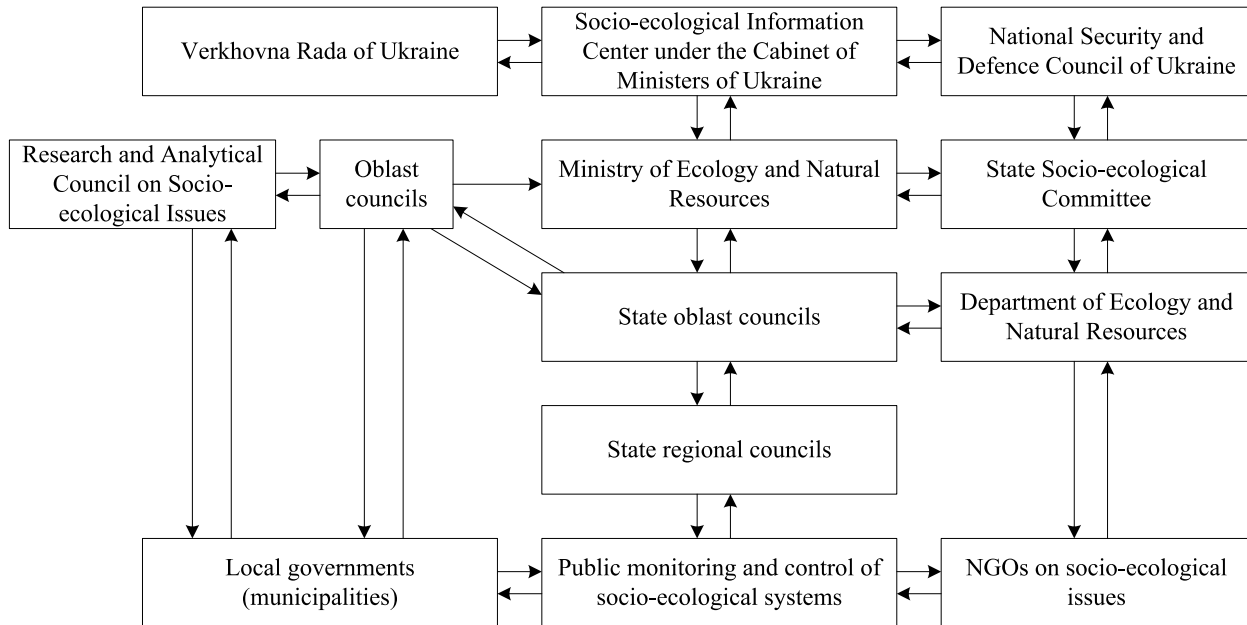 Verkhovna Rada of Ukraine
Socio-ecological Information
Center under the Cabinet of
Ministers of Ukraine
National Security and
Defence Council of Ukraine
Research and Analytical
Council on Socio-
ecological Issues
Oblast
councils
Ministry of Ecology and Natural
Resources
State Socio-ecological
Committee
State oblast councils
Department of Ecology and
Natural Resources
State regional councils
Local governments
(municipalities)
Public monitoring and control of
socio-ecological systems
NGOs on socio-ecological
issues